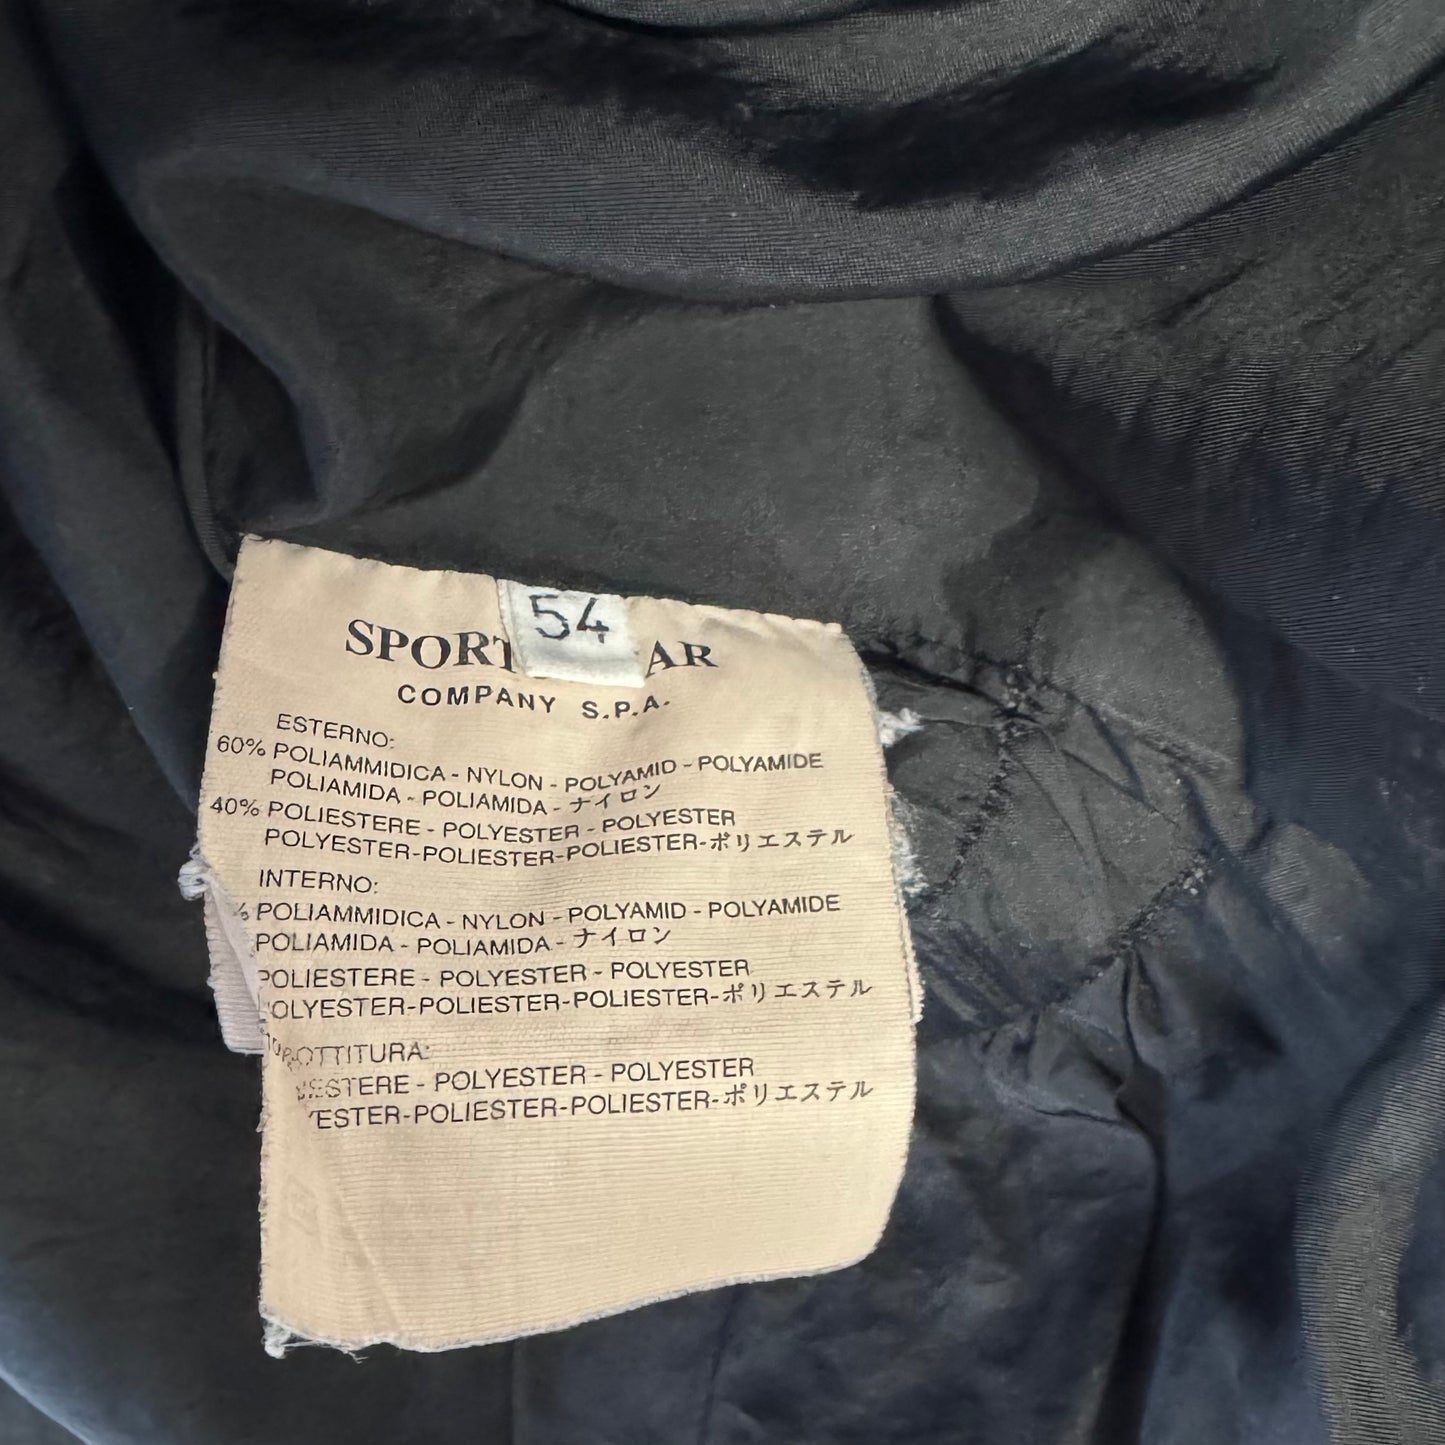 54
COMPANY S.P.A.
ESTERNO:
60% POLIAMMIDICA - NYLON - POLYAMID - POLYAMIDE
POLIAMIDA - POLIAMIDA - ナイロン
40% POLIESTERE - POLYESTER - POLYESTER
POLYESTER-POLIESTER-POLIESTER-ポリエステル
INTERNO:
% POLIAMMIDICA - NYLON - POLYAMID - POLYAMIDE
POLIAMIDA - POLIAMIDA - ナイロン
POLIESTERE - POLYESTER - POLYESTER
POLYESTER-POLIESTER-POLIESTER-ポリエステル
OTTITURA:
ESTERE - POLYESTER - POLYESTER
ESTER-POLIESTER-POLIESTER-ポリエステル